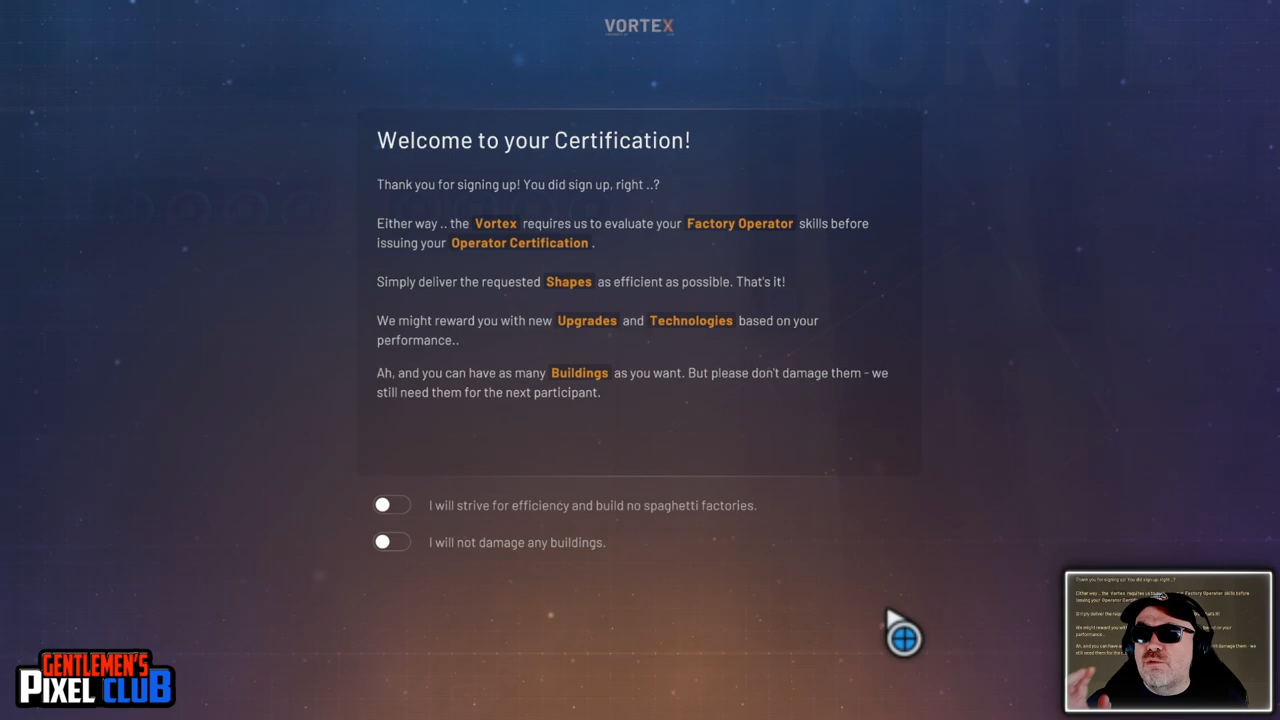 VORTEX
Welcome to your Certification!
Thank you for signing up! You did sign up, right ..?
Either way .. the Vortex requires us to evaluate your Factory Operator skills before
issuing your Operator Certification .
Simply deliver the requested Shapes as efficient as possible. That's it!
We might reward you with new Upgrades and Technologies based on your
performance..
Ah, and you can have as many Buildings as you want. But please don't damage them - we
still need them for the next participant.
I will strive for efficiency and build no spaghetti factories.
I will not damage any buildings.
GENTLEMEN'S
PIXEL CLUB